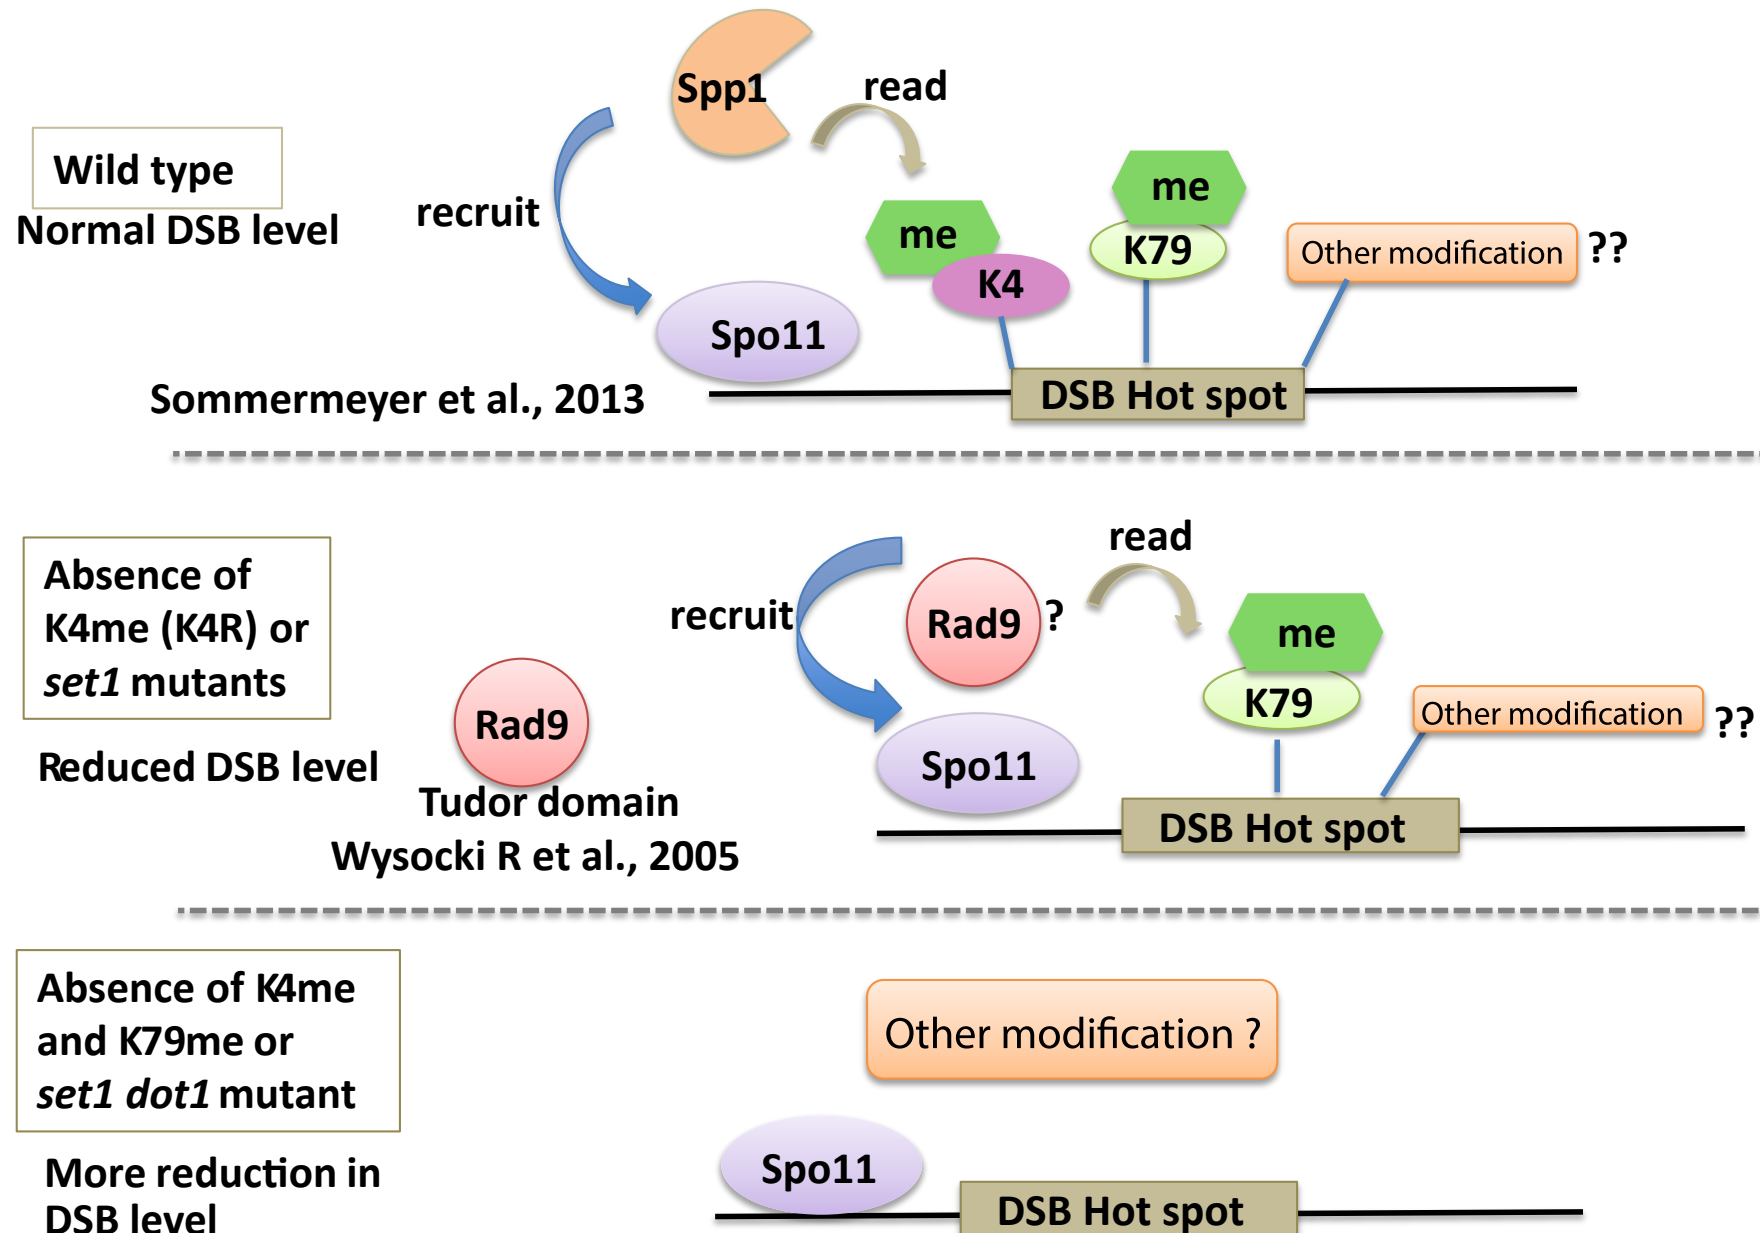 Spp1
read
Wild type
Normal DSB level
recruit
me
me
K79
K4
Other modification ??
Spo11
DSB Hot spot
Sommermeyer et al., 2013
Absence of
K4me (K4R) or
set1 mutants
Reduced DSB level
Rad9
Tudor domain
Wysocki R et al., 2005
recruit
Rad9 ?
read
me
K79
Other modification ??
Spo11
DSB Hot spot
Absence of K4me
and K79me or
set1 dot1 mutant
More reduction in
DSB level
Other modification ?
Spo11
DSB Hot spot